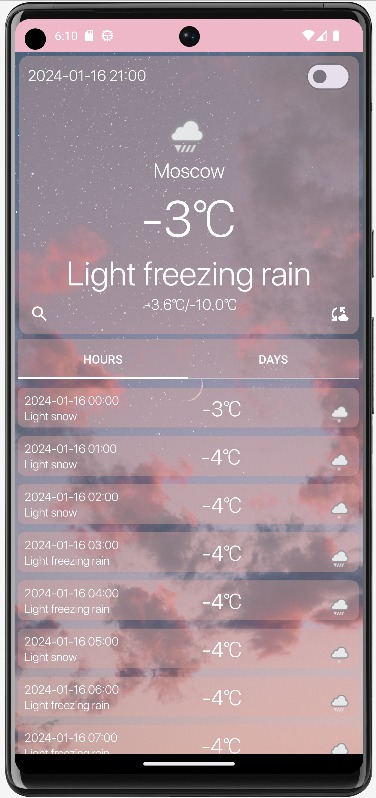 6:10
2024-01-16 21:00
Moscow
-3°C
Light freezing rain
-3.6°C/-10.0°C
HOURS DAYS
2024-01-16 00:00
Light snow
-3°C
2024-01-16 01:00
Light snow
-4°C
2024-01-16 02:00
Light snow
-4°C
2024-01-16 03:00
Light freezing rain
-4°C
2024-01-16 04:00
Light freezing rain
-4°C
2024-01-16 05:00
Light snow
-4°C
2024-01-16 06:00
Light freezing rain
-4°C
2024-01-16 07:00
Light freezing rain
-4°C